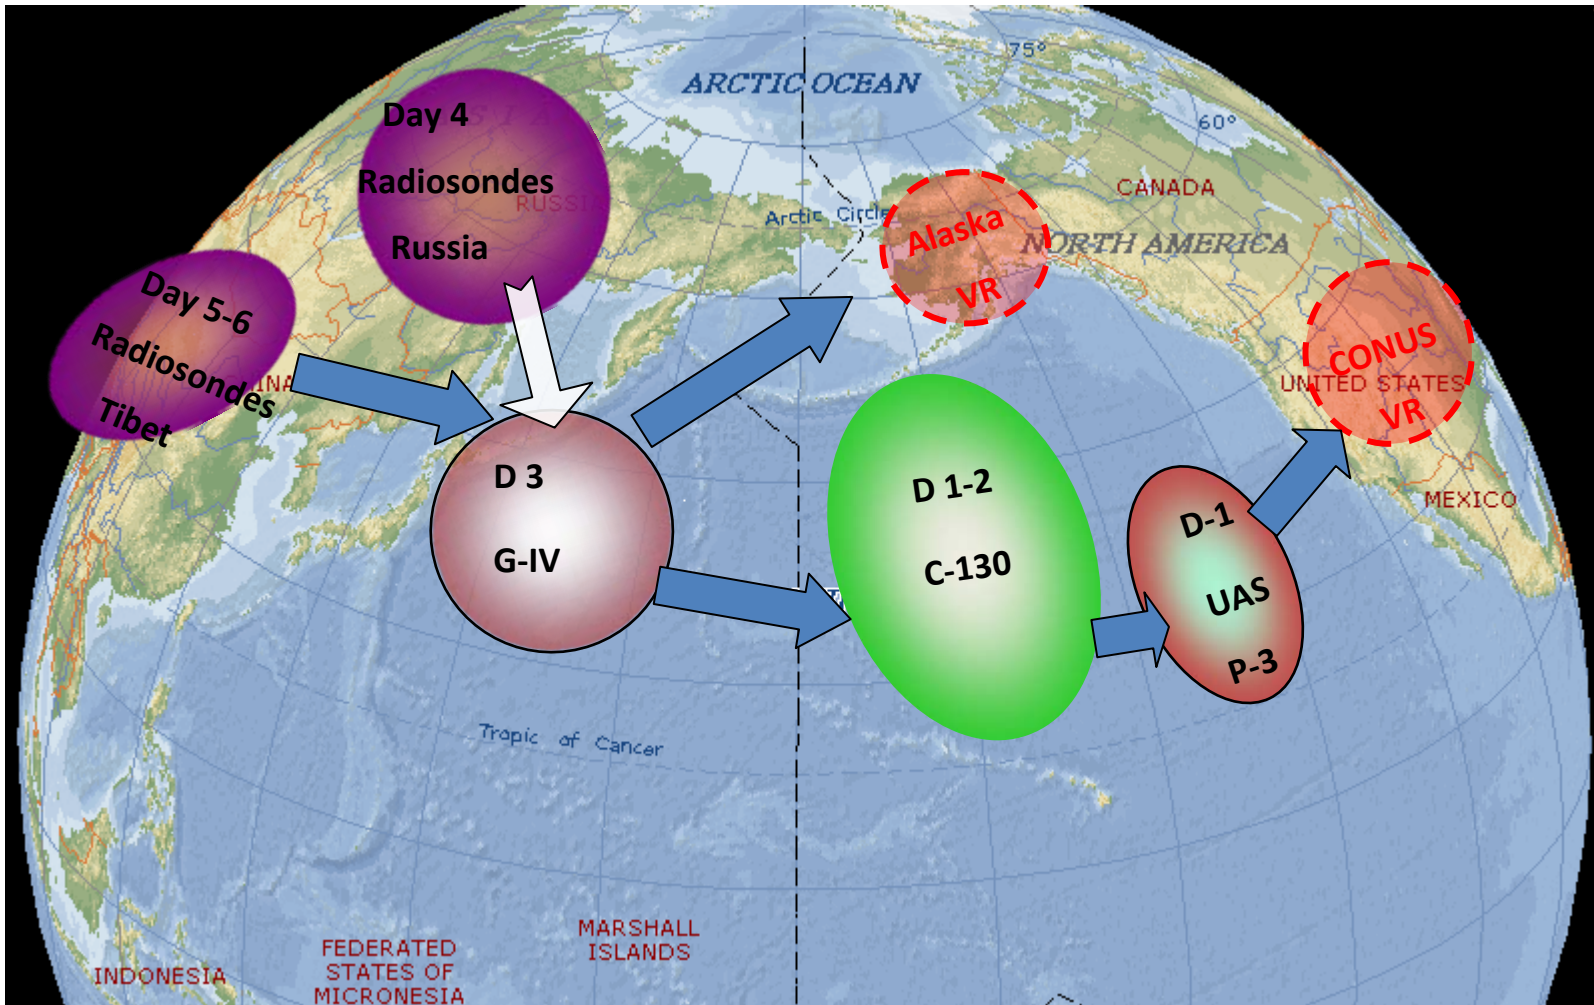 ARCTIC OCEAN
75°
60°
Day 4
Radiosondes
RUSSIA
Russia
CANADA
Arctic Circle
Alaska
VR
NORTH AMERICA
Day 5-6
Radiosondes
Tibet
CONUS
UNITED STATES
VR
MEXICO
D 3
G-IV
D 1-2
C-130
D-1
UAS
P-3
Tropic of Cancer
MARSHALL
ISLANDS
FEDERATED
STATES OF
MICRONESIA
INDONESIA